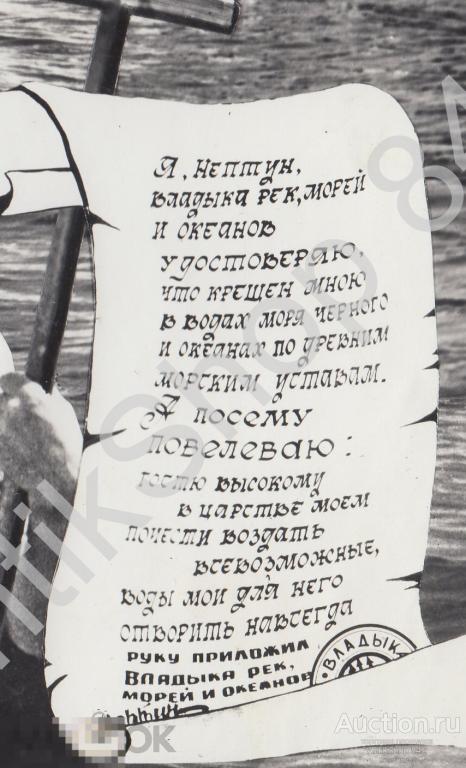 Я, Нептун,
владыка рек, морей
и океанов
удостоверяю,
что крещен мною
в водах моря Черного
и океанах по древним
морским уставам.
А посему
повелеваю:
гостю высокому
в царстве моем
почести воздать
всевозможные,
воды мои для него
отворить навсегда
руку приложил
Владыка рек,
морей и океанов
ВЛАДЫКА
Auction.ru